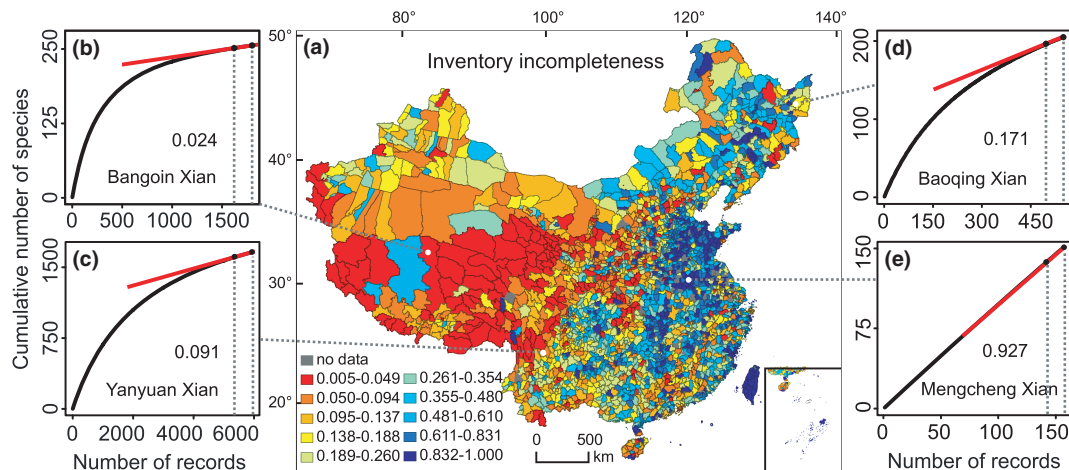 80° 100° 120° 140°
50°
40°
30°
20°
(a)
Inventory incompleteness
no data
0.005-0.049
0.050-0.094
0.095-0.137
0.138-0.188
0.189-0.260
0.261-0.354
0.355-0.480
0.481-0.610
0.611-0.831
0.832-1.000
0 500
km
Cumulative number of species
(b)
250
125
0
0.024
Bangoin Xian
0 500 1000 1500
(c)
1500
750
0
0.091
Yanyuan Xian
0 2000 4000 6000
Number of records
(d)
200
100
0
0.171
Baoqing Xian
0 150 300 450
(e)
150
75
0
0.927
Mengcheng Xian
0 50 100 150
Number of records